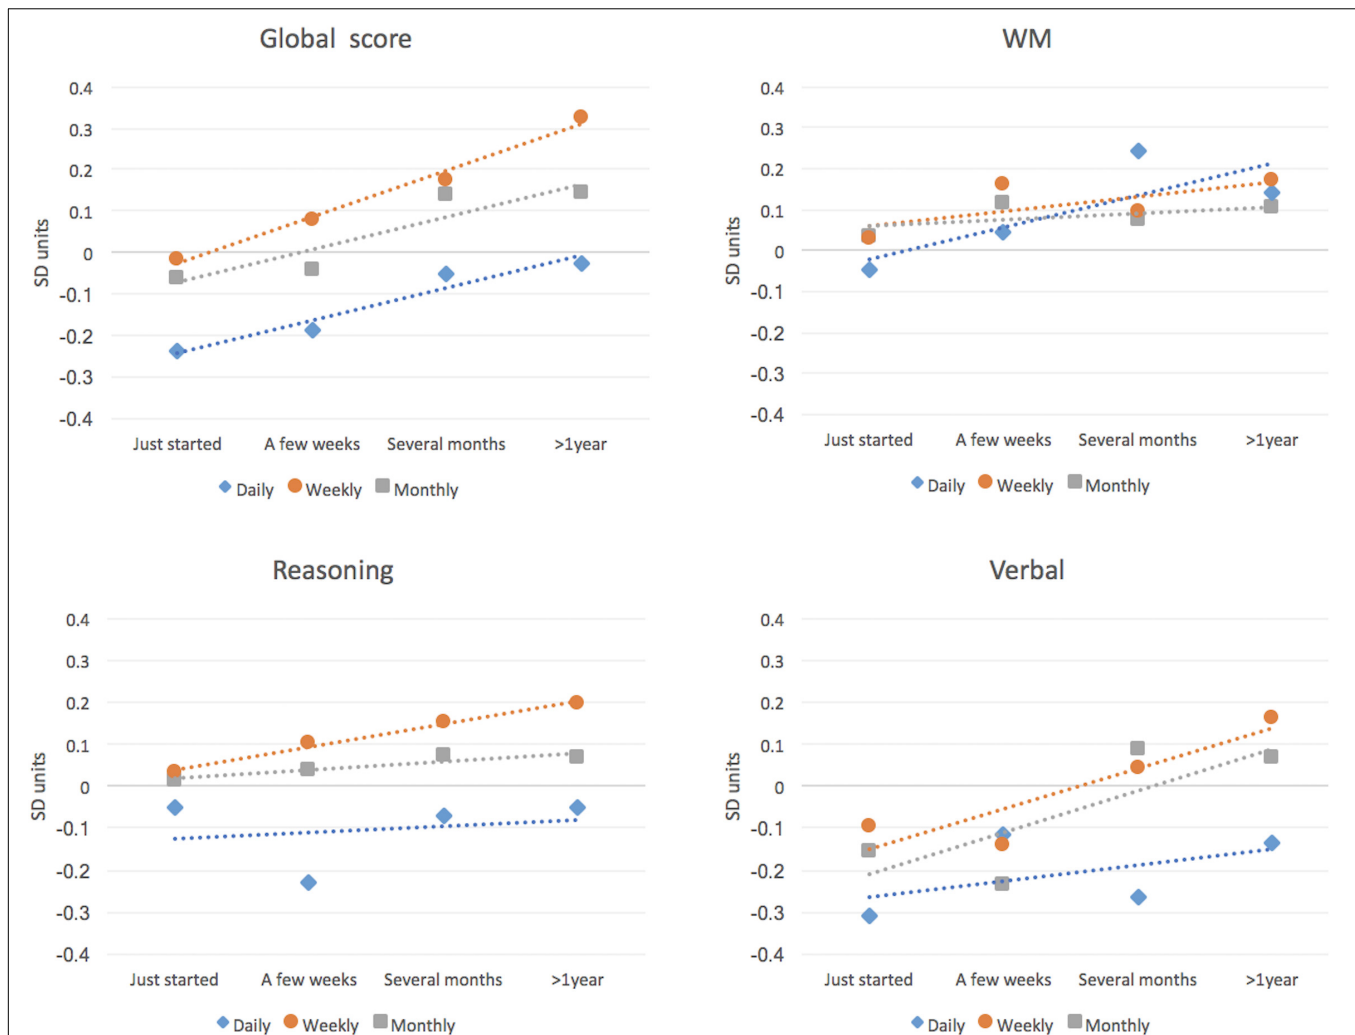 Global score
0.4
0.3
0.2
0.1
0
-0.1
-0.2
-0.3
-0.4
SD units
Just started A few weeks Several months >1year
Daily Weekly Monthly
WM
0.4
0.3
0.2
0.1
0
-0.1
-0.2
-0.3
-0.4
SD units
Just started A few weeks Several months >1year
Daily Weekly Monthly
Reasoning
0.4
0.3
0.2
0.1
0
-0.1
-0.2
-0.3
-0.4
SD units
Just started A few weeks Several months >1year
Daily Weekly Monthly
Verbal
0.4
0.3
0.2
0.1
0
-0.1
-0.2
-0.3
-0.4
SD units
Just started A few weeks Several months >1year
Daily Weekly Monthly